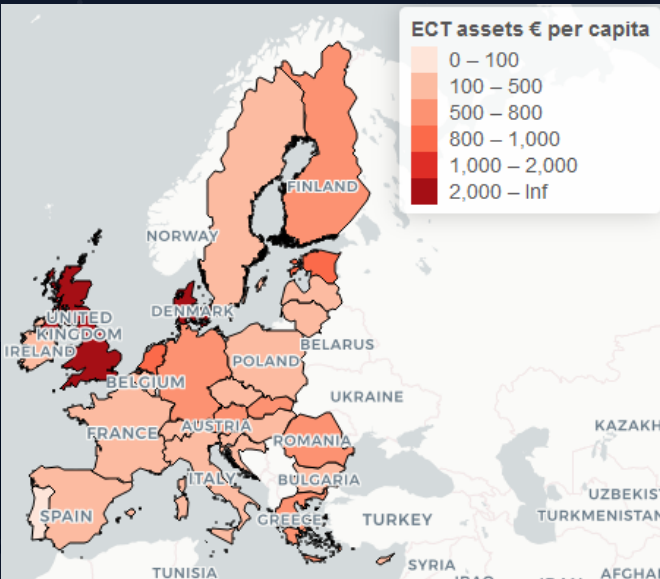 ECT assets € per capita
0 – 100
100 – 500
500 – 800
800 – 1,000
1,000 – 2,000
2,000 – Inf
FINLAND
NORWAY
UNITED
KINGDOM
DENMARK
IRELAND
BELARUS
POLAND
BELGIUM
UKRAINE
FRANCE
AUSTRIA
KAZAKH
ROMANIA
ITALY
BULGARIA
UZBEKIS
SPAIN
GREECE
TURKEY
TURKMENISTAN
SYRIA
TUNISIA
AFGHA